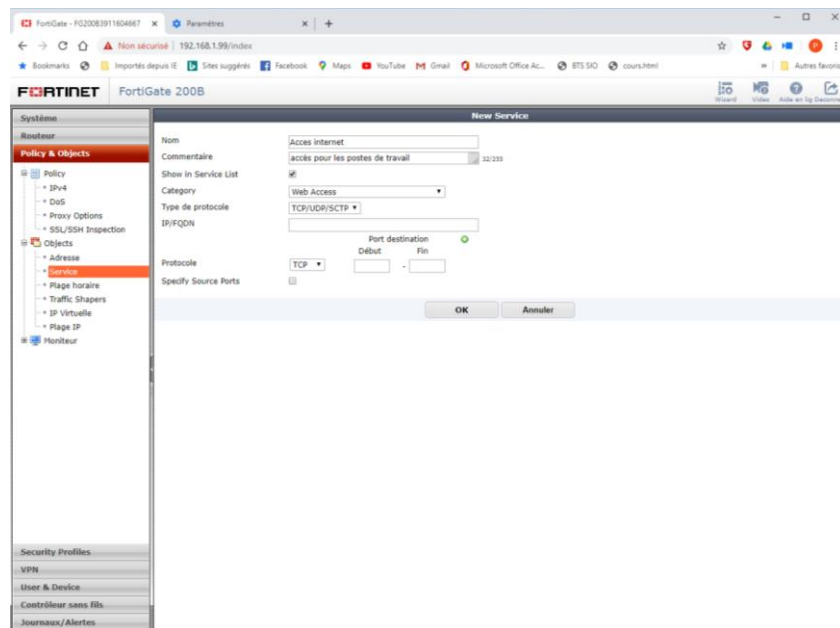 FortiGate - FG200B3911604667
Paramètres
Non sécurisé | 192.168.1.99/index
Bookmarks
Importés depuis IE
Sites suggérés
Facebook
Maps
YouTube
Gmail
Microsoft Office Ac...
BTS SIO
cours.html
»
Autres favoris
FORTINET
FortiGate 200B
Wizard
Video
Aide en lig
Deconne
Système
Routeur
Policy & Objects
Policy
IPv4
DoS
Proxy Options
SSL/SSH Inspection
Objects
Adresse
Service
Plage horaire
Traffic Shapers
IP Virtuelle
Plage IP
Moniteur
Security Profiles
VPN
User & Device
Contrôleur sans fils
Journaux/Alertes
New Service
Nom Acces internet
Commentaire accès pour les postes de travail 32/255
Show in Service List
Category Web Access
Type de protocole TCP/UDP/SCTP
IP/FQDN
Port destination
Début Fin
Protocole TCP -
Specify Source Ports
OK Annuler